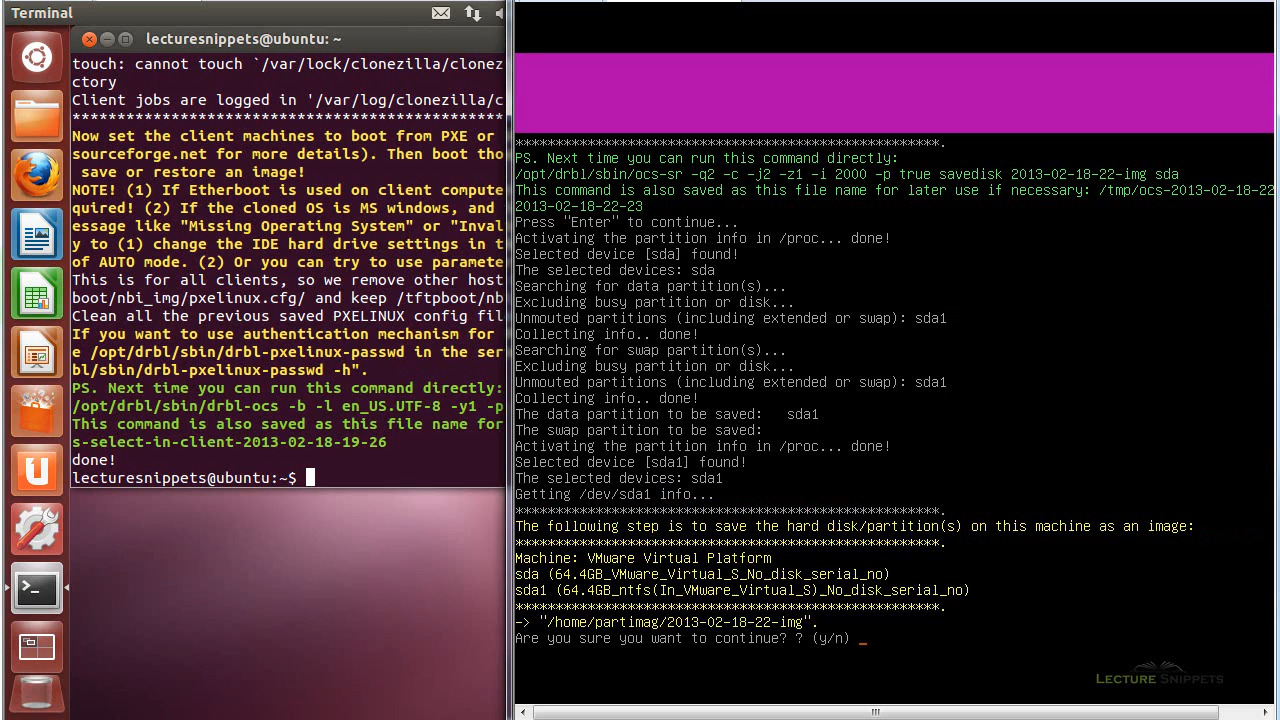 Terminal
lecturesnippets@ubuntu: ~
touch: cannot touch `/var/lock/clonezilla/clonez
ctory
Client jobs are logged in '/var/log/clonezilla/c
************************************************
Now set the client machines to boot from PXE or
sourceforge.net for more details). Then boot tho
save or restore an image!
NOTE! (1) If Etherboot is used on client compute
quired! (2) If the cloned OS is MS windows, and
essage like "Missing Operating System" or "Inval
y to (1) change the IDE hard drive settings in t
of AUTO mode. (2) Or you can try to use paramete
This is for all clients, so we remove other host
boot/nbi_img/pxelinux.cfg/ and keep /tftpboot/nb
Clean all the previous saved PXELINUX config fil
If you want to use authentication mechanism for
e /opt/drbl/sbin/drbl-pxelinux-passwd in the ser
bl/sbin/drbl-pxelinux-passwd -h".
PS. Next time you can run this command directly:
/opt/drbl/sbin/drbl-ocs -b -l en_US.UTF-8 -y1 -p
This command is also saved as this file name for
s-select-in-client-2013-02-18-19-26
done!
lecturesnippets@ubuntu:~$
*****************************************************.
PS. Next time you can run this command directly:
/opt/drbl/sbin/ocs-sr -q2 -c -j2 -z1 -i 2000 -p true savedisk 2013-02-18-22-img sda
This command is also saved as this file name for later use if necessary: /tmp/ocs-2013-02-18-22
2013-02-18-22-23
Press "Enter" to continue...
Activating the partition info in /proc... done!
Selected device [sda] found!
The selected devices: sda
Searching for data partition(s)...
Excluding busy partition or disk...
Unmouted partitions (including extended or swap): sda1
Collecting info.. done!
Searching for swap partition(s)...
Excluding busy partition or disk...
Unmouted partitions (including extended or swap): sda1
Collecting info.. done!
The data partition to be saved:   sda1
The swap partition to be saved:
Activating the partition info in /proc... done!
Selected device [sda1] found!
The selected devices: sda1
Getting /dev/sda1 info...
*****************************************************.
The following step is to save the hard disk/partition(s) on this machine as an image:
*****************************************************.
Machine: VMware Virtual Platform
sda (64.4GB_VMware_Virtual_S_No_disk_serial_no)
sda1 (64.4GB_ntfs(In_VMware_Virtual_S)_No_disk_serial_no)
*****************************************************.
-> "/home/partimag/2013-02-18-22-img".
Are you sure you want to continue? ? (y/n) _
LECTURE SNIPPETS